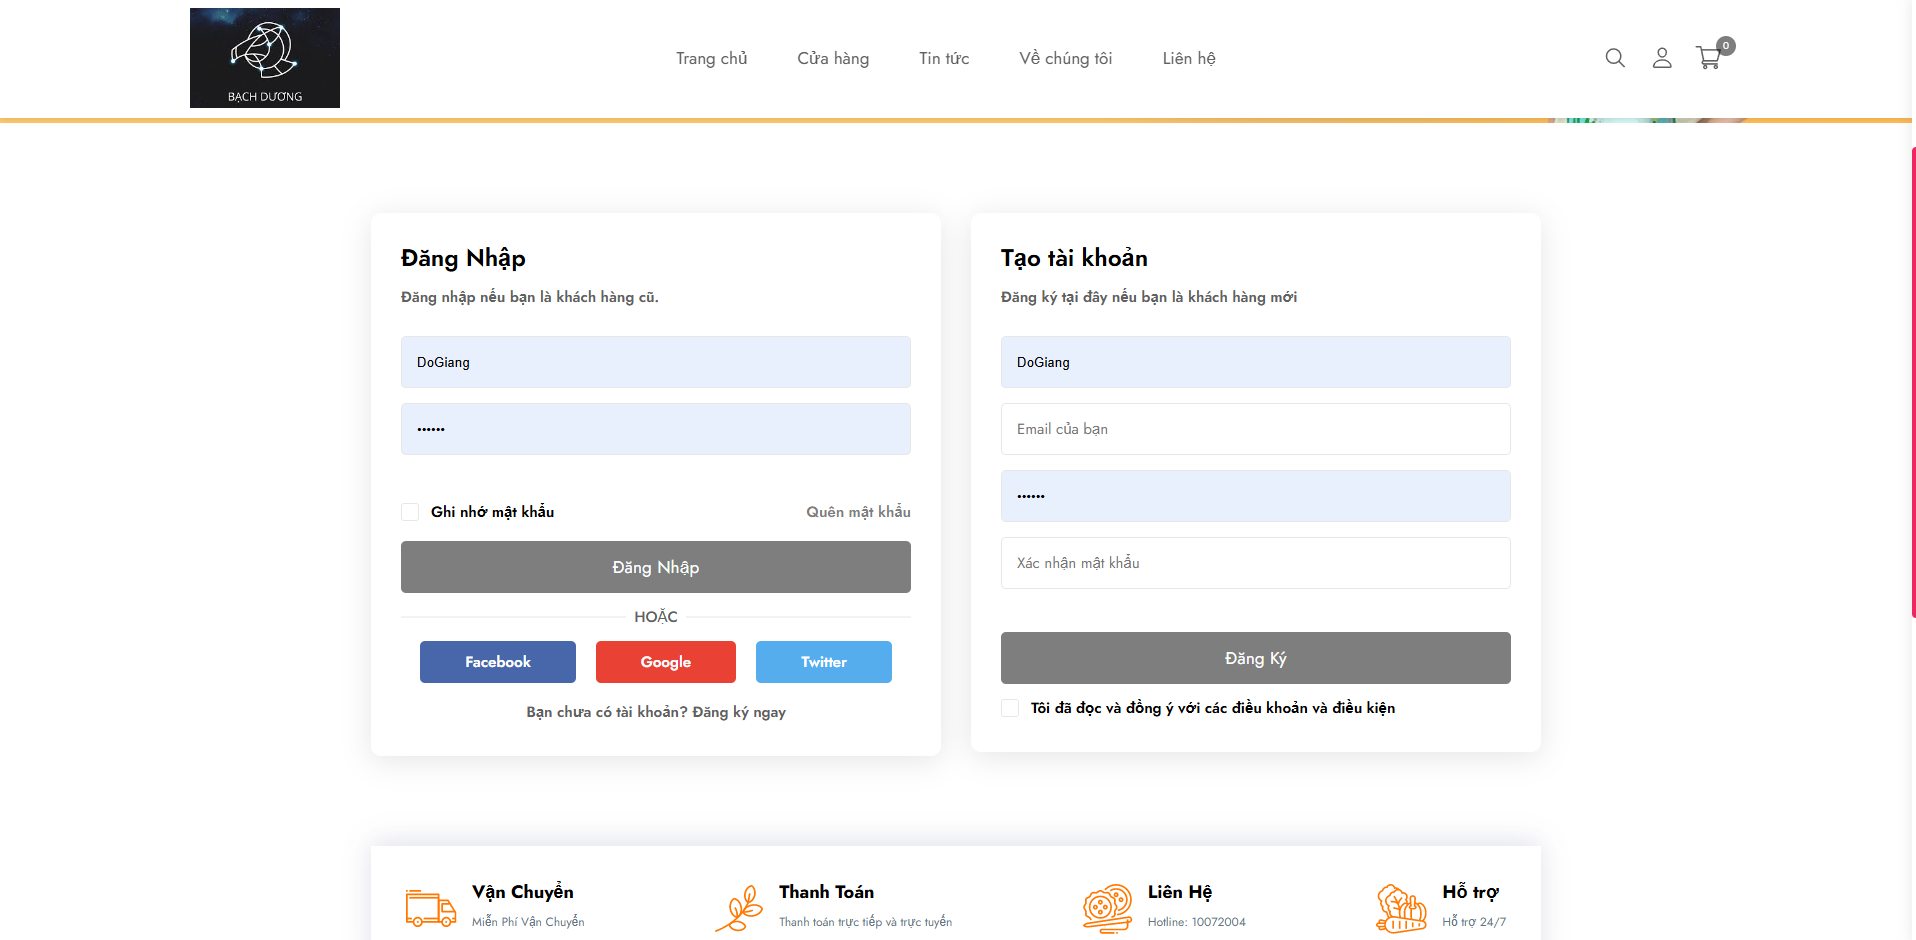 BẠCH DƯƠNG
Trang chủ
Cửa hàng
Tin tức
Về chúng tôi
Liên hệ
0
Đăng Nhập
Đăng nhập nếu bạn là khách hàng cũ.
DoGiang
••••••
Ghi nhớ mật khẩu
Quên mật khẩu
Đăng Nhập
HOẶC
Facebook
Google
Twitter
Bạn chưa có tài khoản? Đăng ký ngay
Tạo tài khoản
Đăng ký tại đây nếu bạn là khách hàng mới
DoGiang
Email của bạn
••••••
Xác nhận mật khẩu
Đăng Ký
Tôi đã đọc và đồng ý với các điều khoản và điều kiện
Vận Chuyển
Miễn Phí Vận Chuyển
Thanh Toán
Thanh toán trực tiếp và trực tuyến
Liên Hệ
Hotline: 10072004
Hỗ trợ
Hỗ trợ 24/7